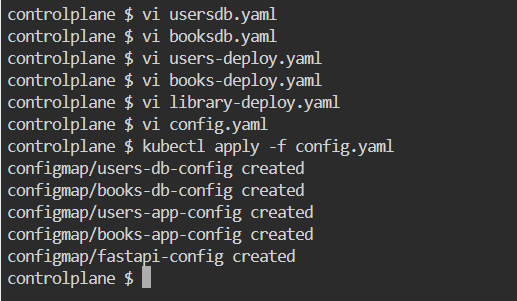 controlplane $ vi usersdb.yaml
controlplane $ vi booksdb.yaml
controlplane $ vi users-deploy.yaml
controlplane $ vi books-deploy.yaml
controlplane $ vi library-deploy.yaml
controlplane $ vi config.yaml
controlplane $ kubectl apply -f config.yaml
configmap/users-db-config created
configmap/books-db-config created
configmap/users-app-config created
configmap/books-app-config created
configmap/fastapi-config created
controlplane $